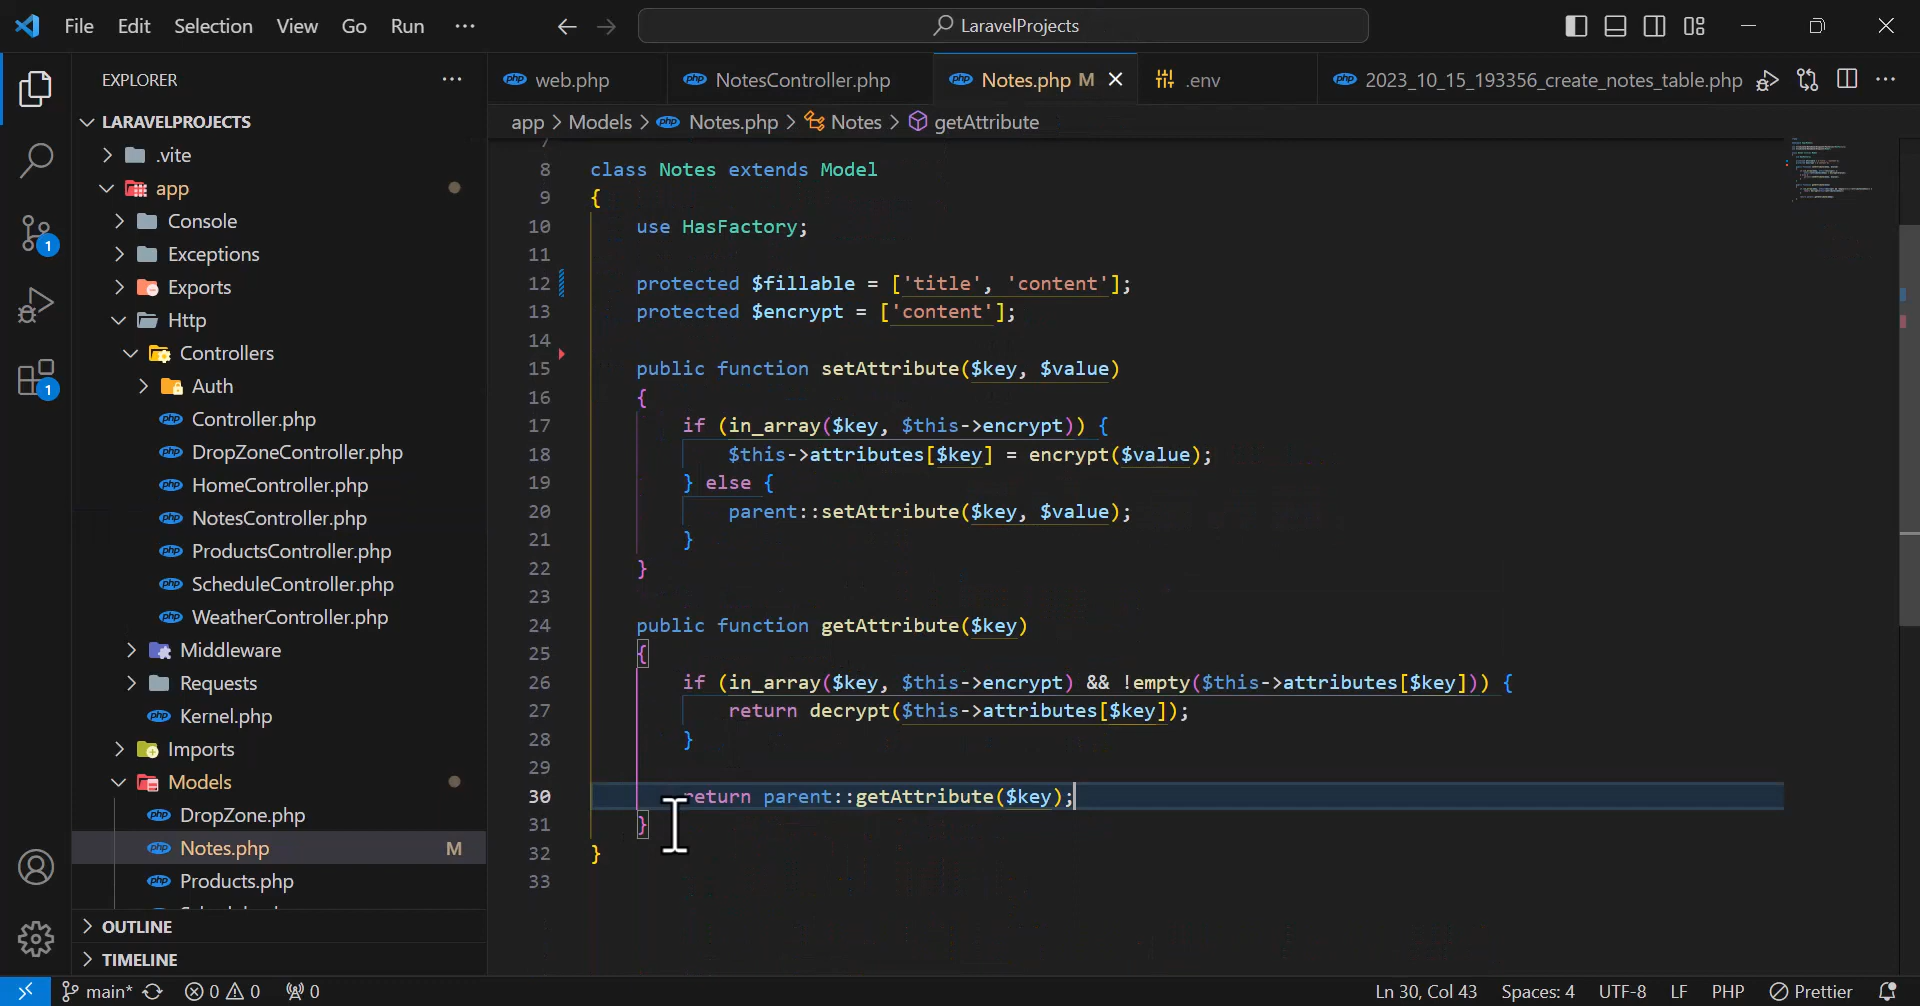 File Edit Selection View Go Run ··· LaravelProjects
EXPLORER ···
LARAVELPROJECTS
.vite
app
Console
Exceptions
Exports
Http
Controllers
Auth
Controller.php
DropZoneController.php
HomeController.php
NotesController.php
ProductsController.php
ScheduleController.php
WeatherController.php
Middleware
Requests
Kernel.php
Imports
Models
DropZone.php
Notes.php M
Products.php
OUTLINE
TIMELINE
1
1
web.php NotesController.php Notes.php M .env 2023_10_15_193356_create_notes_table.php ···
app > Models > Notes.php > Notes > getAttribute
8 class Notes extends Model
9 {
10 use HasFactory;
11
12 protected $fillable = ['title', 'content'];
13 protected $encrypt = ['content'];
14
15 public function setAttribute($key, $value)
16 {
17 if (in_array($key, $this->encrypt)) {
18 $this->attributes[$key] = encrypt($value);
19 } else {
20 parent::setAttribute($key, $value);
21 }
22 }
23
24 public function getAttribute($key)
25 {
26 if (in_array($key, $this->encrypt) && !empty($this->attributes[$key])) {
27 return decrypt($this->attributes[$key]);
28 }
29
30 return parent::getAttribute($key);
31 }
32 }
33
main* 0 0 0 Ln 30, Col 43 Spaces: 4 UTF-8 LF PHP Prettier